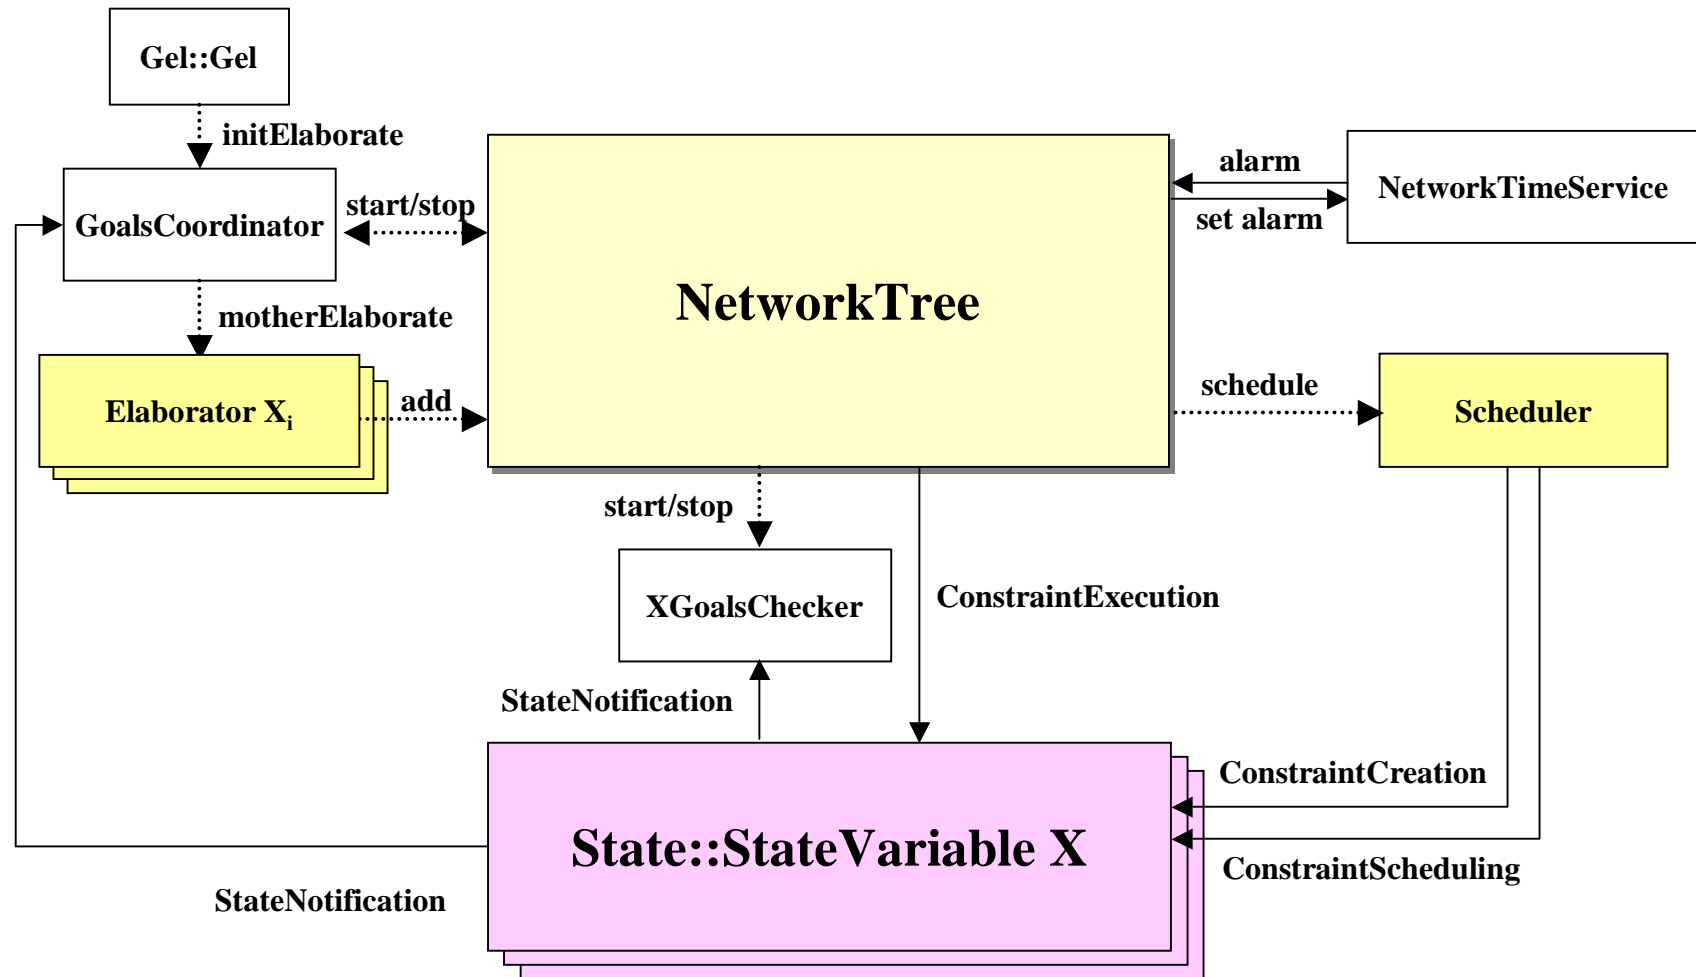 Gel::Gel
initElaborate
alarm
NetworkTimeService
set alarm
GoalsCoordinator
start/stop
NetworkTree
motherElaborate
Elaborator Xi
add
schedule
Scheduler
start/stop
XGoalsChecker
ConstraintExecution
StateNotification
ConstraintCreation
State::StateVariable X
ConstraintScheduling
StateNotification